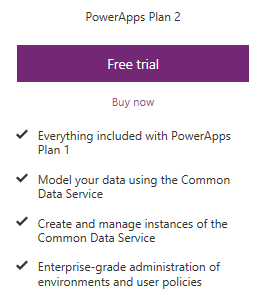 PowerApps Plan 2
Free trial
Buy now
Everything included with PowerApps
Plan 1
Model your data using the Common
Data Service
Create and manage instances of the
Common Data Service
Enterprise-grade administration of
environments and user policies